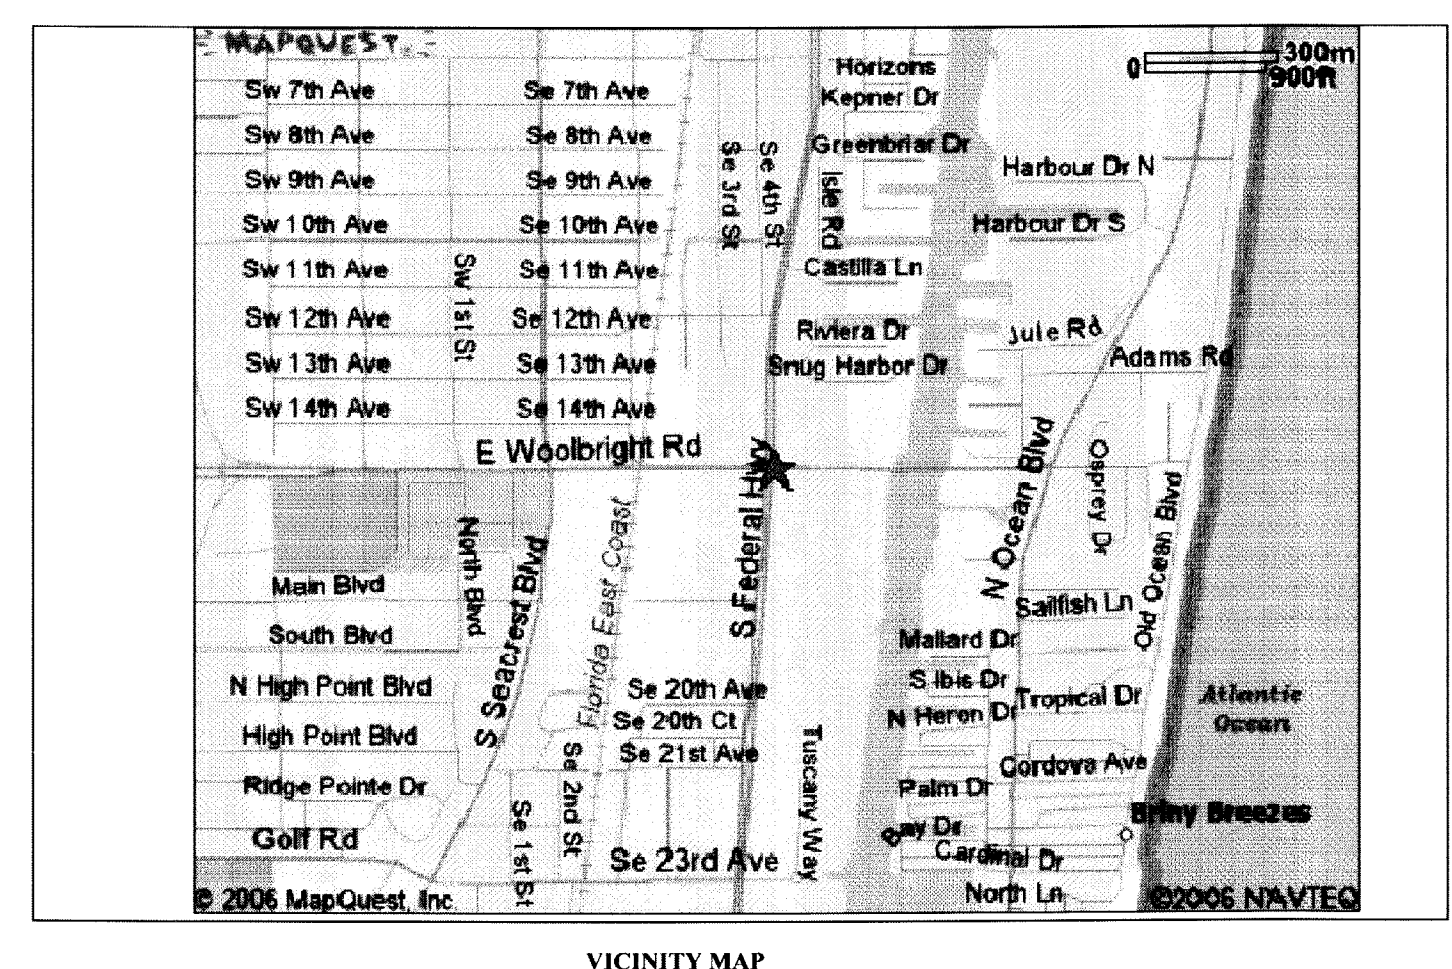 MAPQUEST
Horizons
Kepner Dr
0 300m
900ft
Sw 7th Ave
Se 7th Ave
Sw 8th Ave
Se 8th Ave
Greenbriar Dr
Sw 9th Ave
Se 9th Ave
Se 3rd St
Se 4th St
Isle Rd
Harbour Dr N
Sw 10th Ave
Se 10th Ave
Harbour Dr S
Sw 11th Ave
Sw 1st St
Se 11th Ave
Castilla Ln
Sw 12th Ave
Se 12th Ave
Riviera Dr
Jule Rd
Sw 13th Ave
Se 13th Ave
Snug Harbor Dr
Adams Rd
Sw 14th Ave
Se 14th Ave
E Woolbright Rd
S Federal Hwy
N Ocean Blvd
Osprey Dr
Old Ocean Blvd
North Blvd
S Seacrest Blvd
Florida East Coast
Main Blvd
Sailfish Ln
South Blvd
Mallard Dr
N High Point Blvd
Se 20th Ave
S Ibis Dr
Tropical Dr
Atlantic
Ocean
High Point Blvd
Se 20th Ct
N Heron Dr
Se 21st Ave
Tuscany Way
Cordova Ave
Ridge Pointe Dr
Se 1st St
Se 2nd St
Palm Dr
Briny Breezes
Golf Rd
Se 23rd Ave
Bay Dr
Cardinal Dr
North Ln
© 2006 MapQuest, Inc.
©2006 NAVTEQ
VICINITY MAP